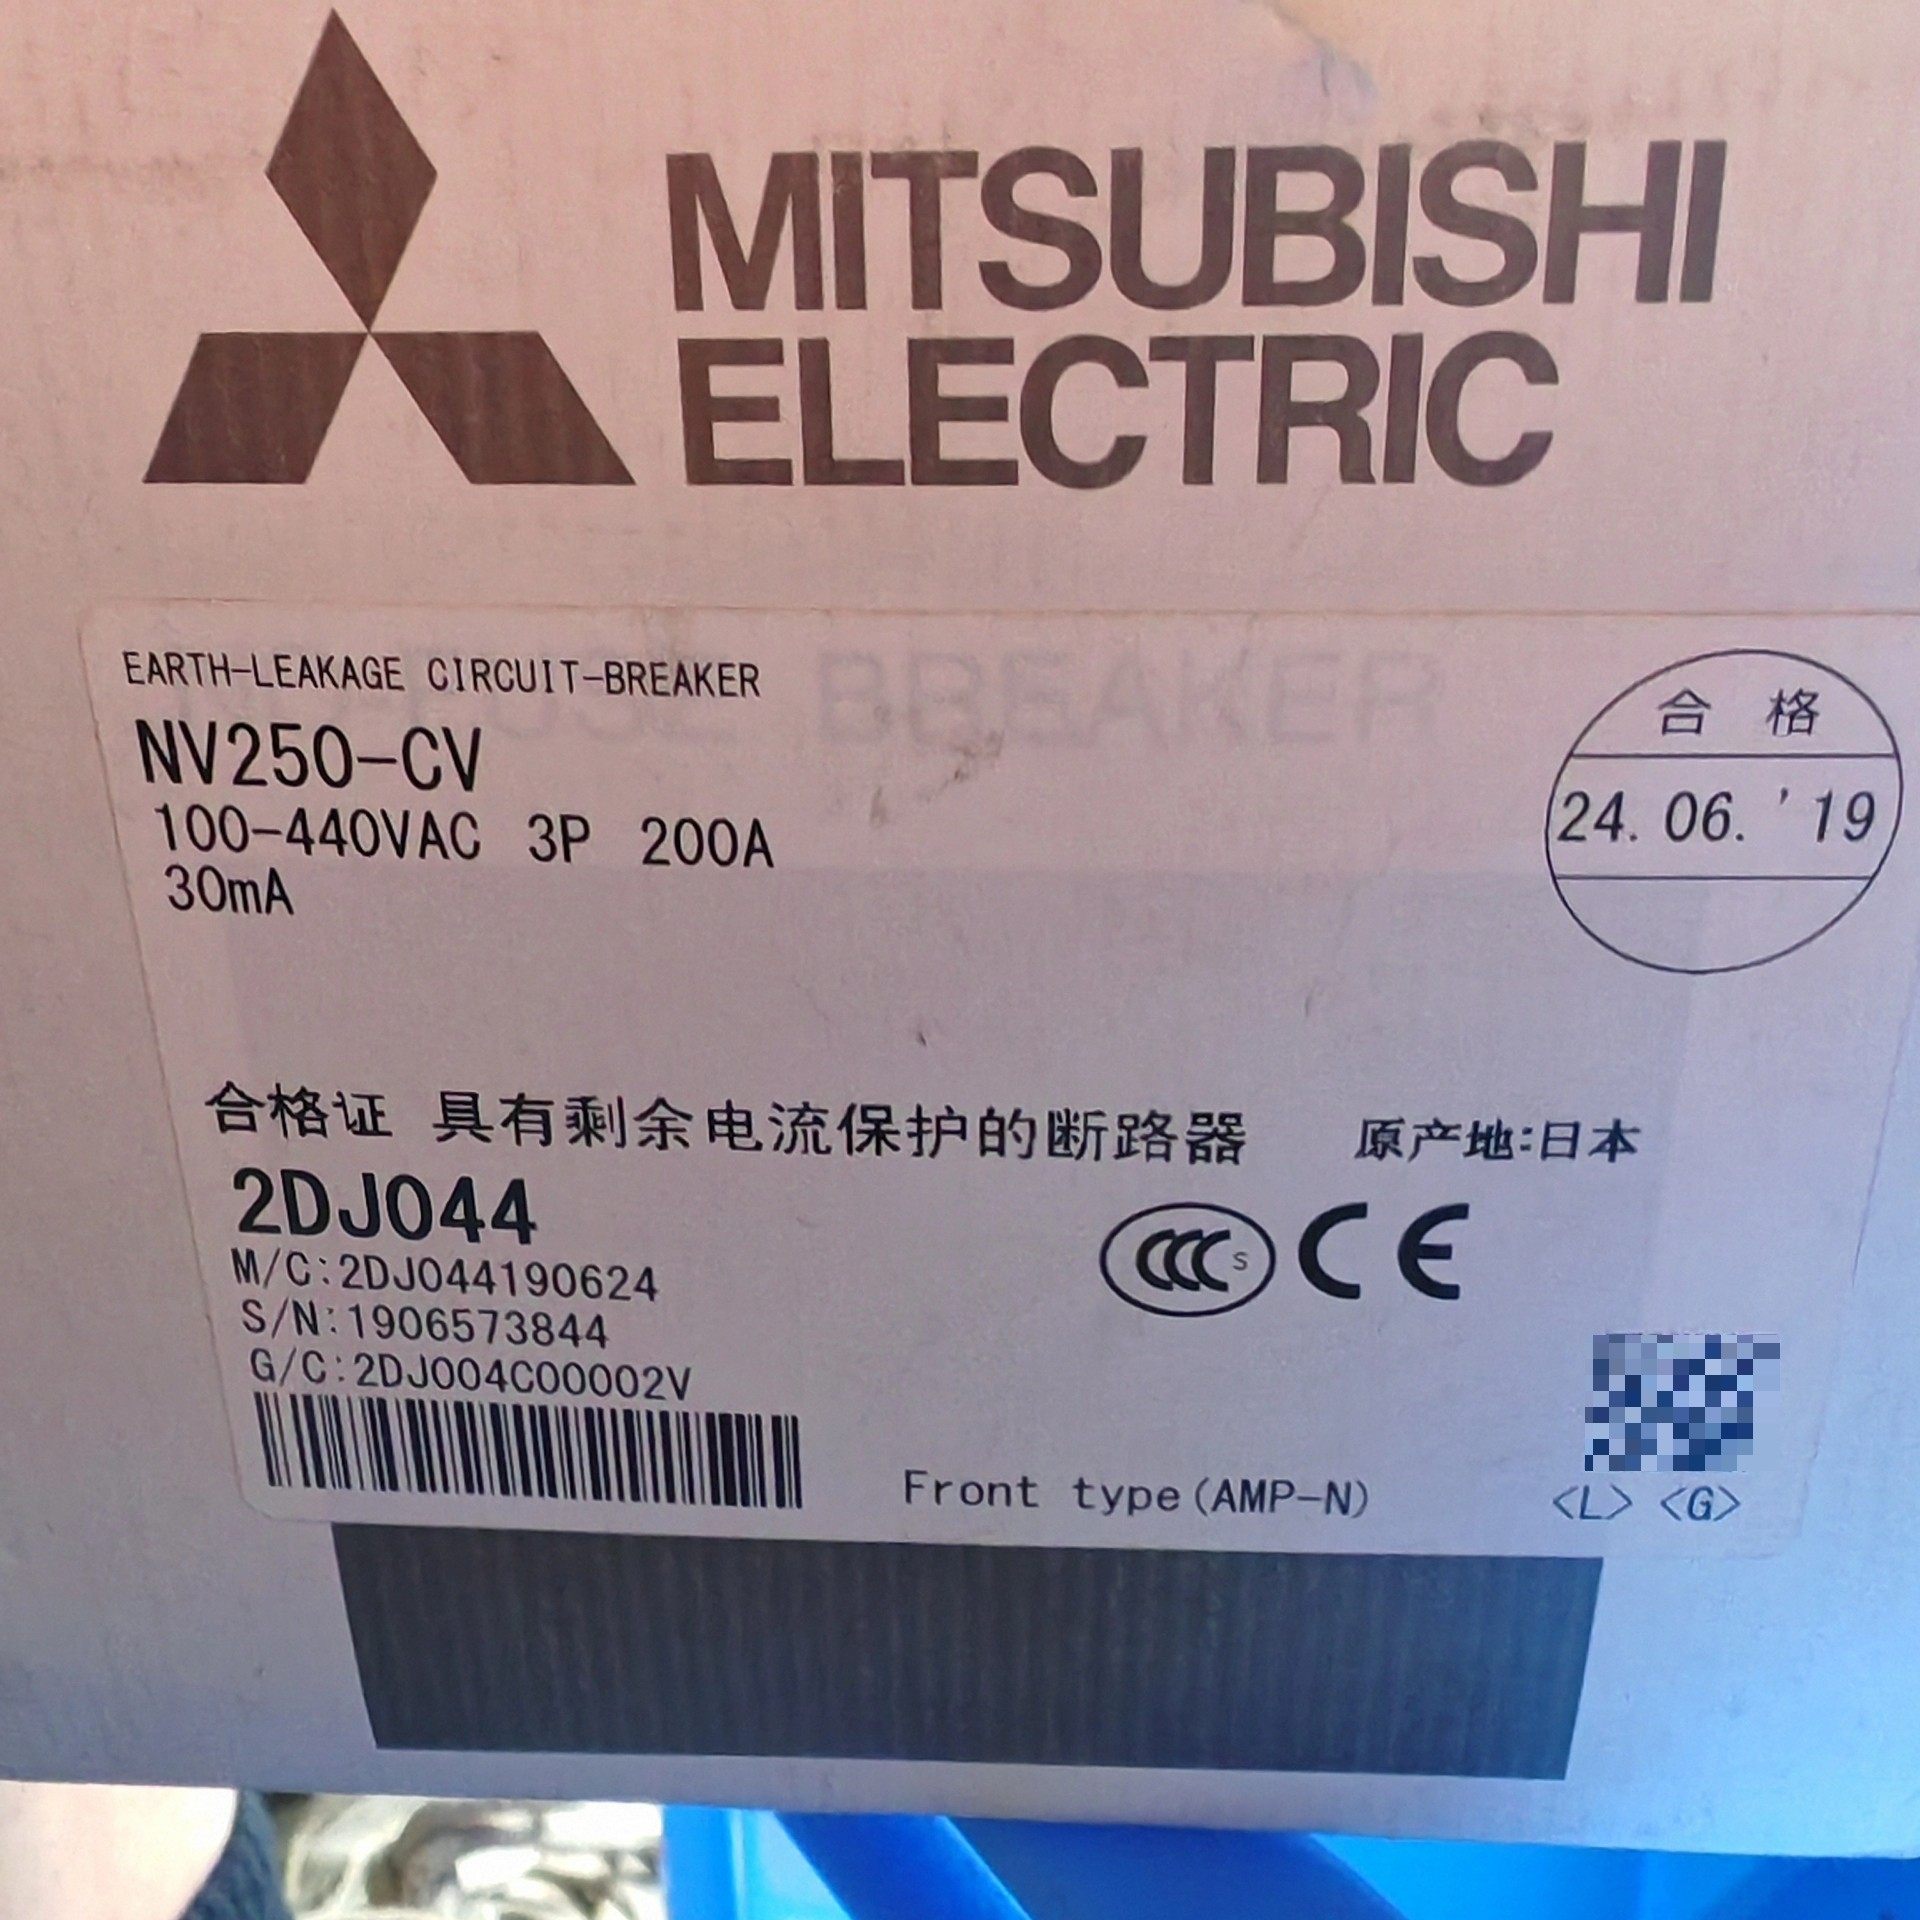 MITSUBISHI
ELECTRIC
EARTH-LEAKAGE CIRCUIT-BREAKER
NV250-CV
100-440VAC 3P 200A
30mA
合格
24.06.'19
合格证 具有剩余电流保护的断路器 原产地:日本
2DJ044
CCC S CE
M/C:2DJ044190624
S/N:1906573844
G/C:2DJ004C00002V
Front type(AMP-N)
<L> <G>